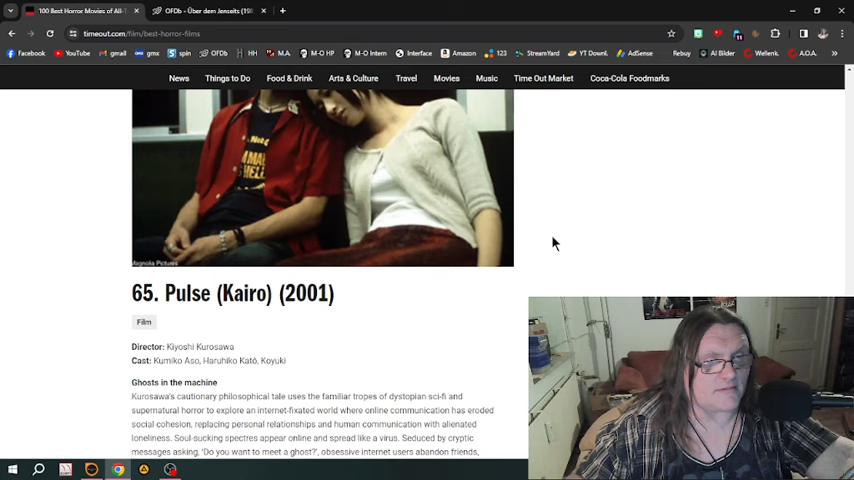 100 Best Horror Movies of All-T
OFDb - Über dem Jenseits (198
timeout.com/film/best-horror-films
Facebook YouTube gmail gmx spin OFDb HH M.A. M-O HP M-O Intern Interface Amazon 123 StreamYard YT Downl. AdSense Rebuy AI Bilder Wellenk. A.O.A.
News Things to Do Food & Drink Arts & Culture Travel Movies Music Time Out Market Coca-Cola Foodmarks
Magnolia Pictures
65. Pulse (Kairo) (2001)
Film
Director: Kiyoshi Kurosawa
Cast: Kumiko Aso, Haruhiko Katô, Koyuki
Ghosts in the machine
Kurosawa's cautionary philosophical tale uses the familiar tropes of dystopian sci-fi and
supernatural horror to explore an internet-fixated world where online communication has eroded
social cohesion, replacing personal relationships and human communication with alienated
loneliness. Soul-sucking spectres appear online and spread like a virus. Seduced by cryptic
messages asking, 'Do you want to meet a ghost?', obsessive internet users abandon friends,